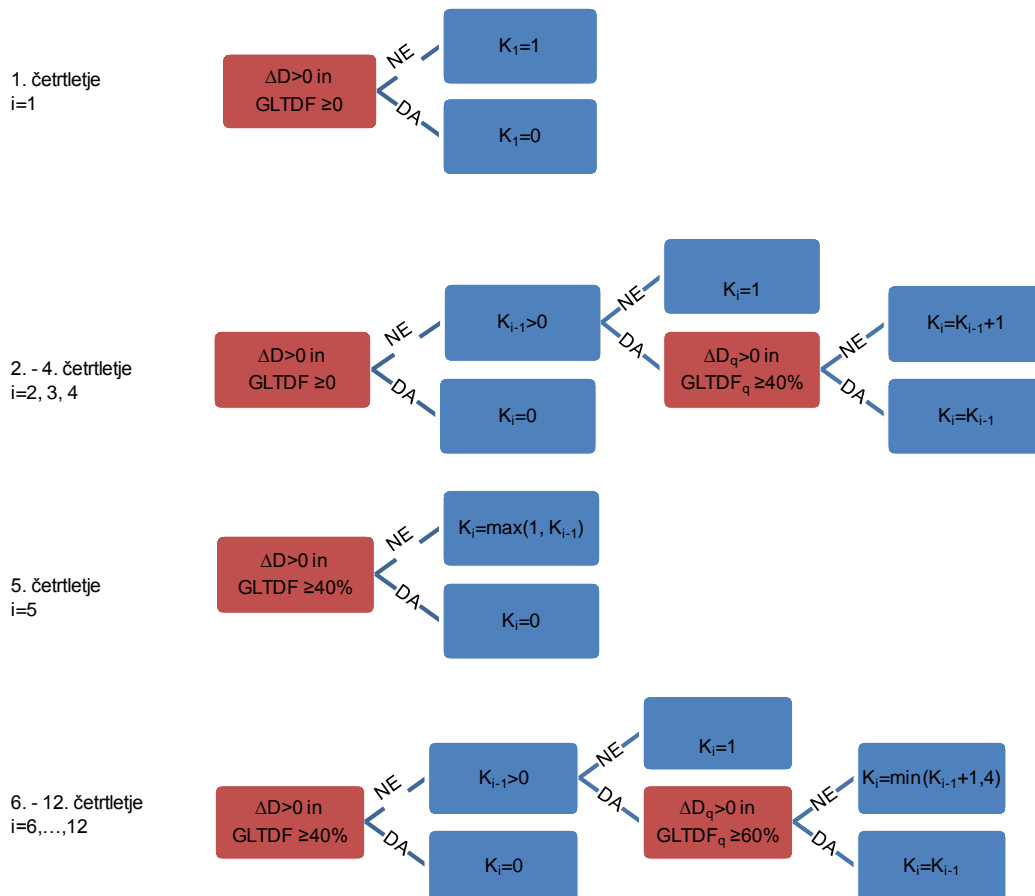 1. četrtletje
i=1
ΔD>0 in
GLTDF ≥0
NE
K₁=1
DA
K₁=0
2. - 4. četrtletje
i=2, 3, 4
ΔD>0 in
GLTDF ≥0
NE
Kᵢ₋₁>0
NE
Kᵢ=1
DA
ΔD_q>0 in
GLTDF_q ≥40%
NE
Kᵢ=Kᵢ₋₁+1
DA
Kᵢ=Kᵢ₋₁
DA
Kᵢ=0
5. četrtletje
i=5
ΔD>0 in
GLTDF ≥40%
NE
Kᵢ=max(1, Kᵢ₋₁)
DA
Kᵢ=0
6. - 12. četrtletje
i=6,…,12
ΔD>0 in
GLTDF ≥40%
NE
Kᵢ₋₁>0
NE
Kᵢ=1
DA
ΔD_q>0 in
GLTDF_q ≥60%
NE
Kᵢ=min(Kᵢ₋₁+1,4)
DA
Kᵢ=Kᵢ₋₁
DA
Kᵢ=0